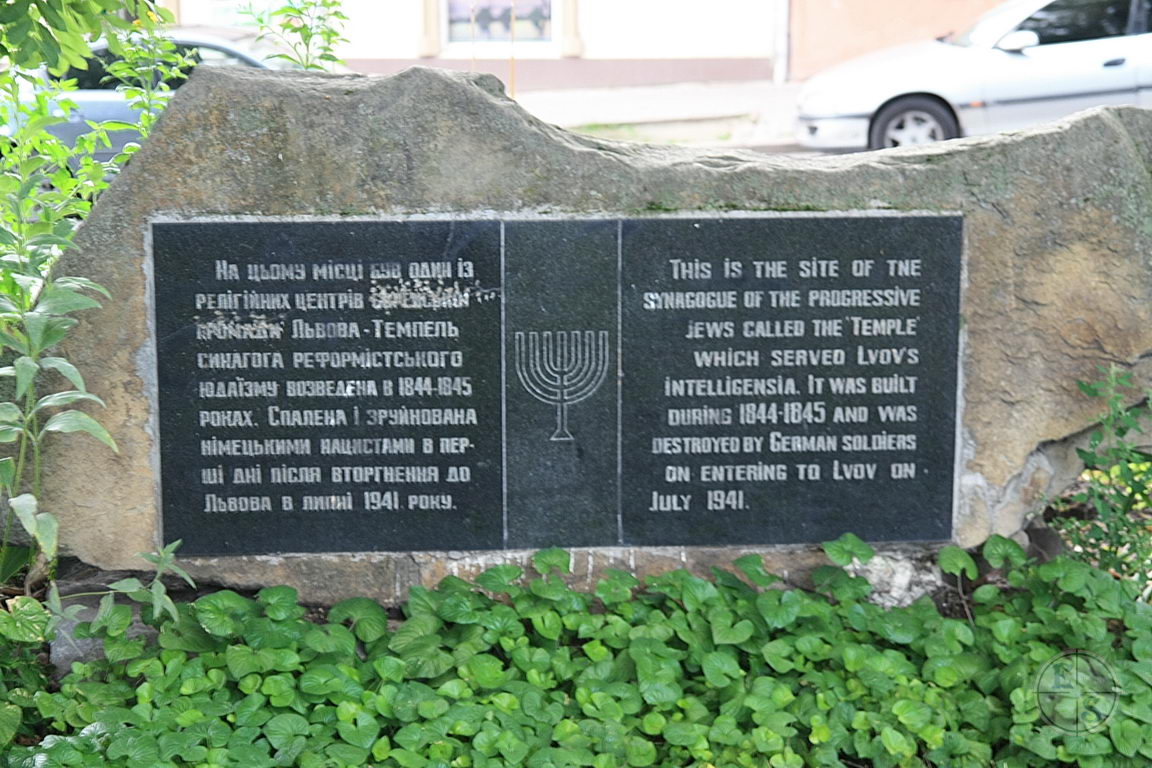 На цьому місці був один із
релігійних центрів єврейської
громади Львова - Темпель
синагога реформістського
юдаїзму возведена в 1844-1845
роках. Спалена і зруйнована
німецькими нацистами в пер-
ші дні після вторгнення до
Львова в липні 1941 року.
This is the site of tne
synagogue of the progressive
jews called the "Temple"
which served Lvov's
intelligensia. It was built
during 1844-1845 and was
destroyed by German soldiers
on entering to Lvov on
July 1941.